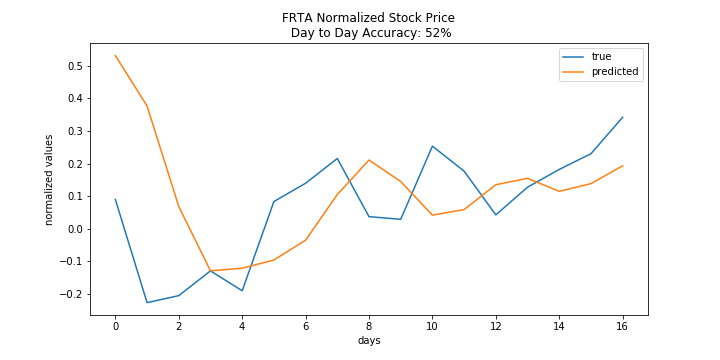 FRTA Normalized Stock Price
Day to Day Accuracy: 52%
true
predicted
normalized values
0.5
0.4
0.3
0.2
0.1
0.0
−0.1
−0.2
0 2 4 6 8 10 12 14 16
days